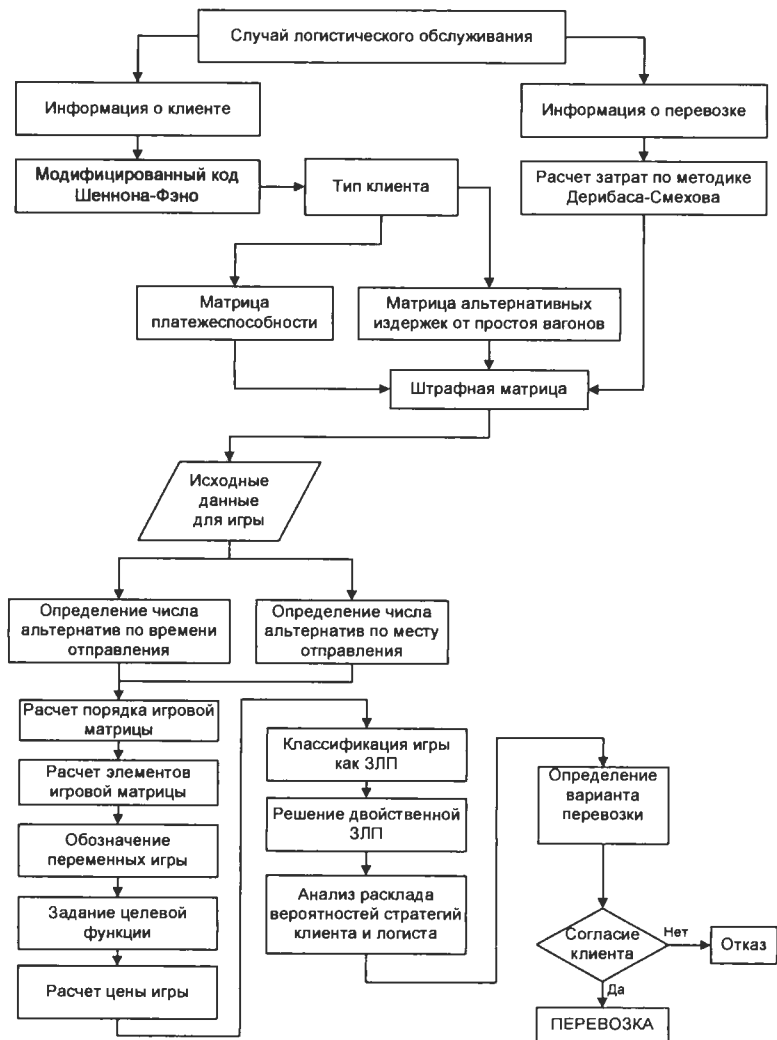 Случай логистического обслуживания
Информация о клиенте
Информация о перевозке
Модифицированный код
Шеннона-Фэно
Тип клиента
Расчет затрат по методике
Дерибаса-Смехова
Матрица
платежеспособности
Матрица альтернативных
издержек от простоя вагонов
Штрафная матрица
Исходные
данные
для игры
Определение числа
альтернатив по времени
отправления
Определение числа
альтернатив по месту
отправления
Расчет порядка игровой
матрицы
Расчет элементов
игровой матрицы
Обозначение
переменных игры
Задание целевой
функции
Расчет цены игры
Классификация игры
как ЗЛП
Решение двойственной
ЗЛП
Анализ расклада
вероятностей стратегий
клиента и логиста
Определение
варианта
перевозки
Согласие
клиента
Нет
Отказ
Да
ПЕРЕВОЗКА